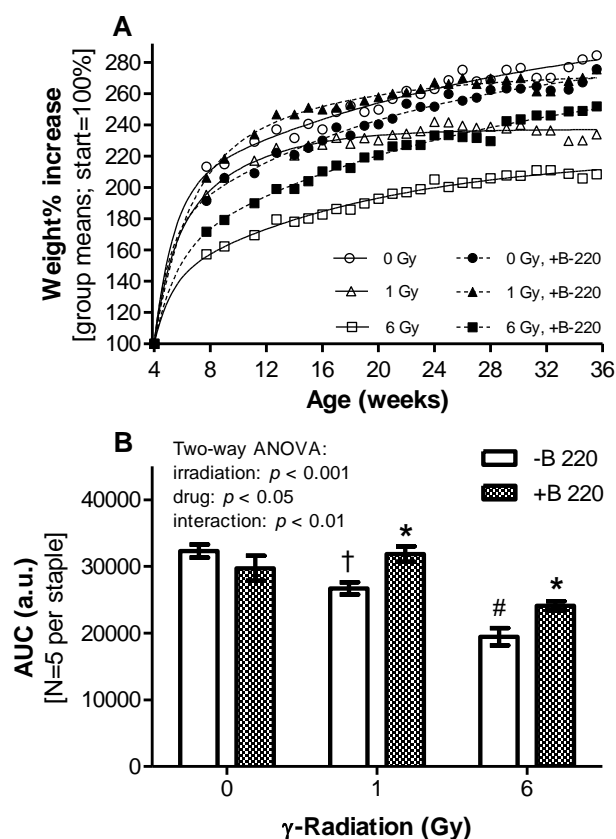 A
Weight% increase
[group means; start=100%]
280
260
240
220
200
180
160
140
120
100
4 8 12 16 20 24 28 32 36
Age (weeks)
0 Gy
1 Gy
6 Gy
0 Gy, +B-220
1 Gy, +B-220
6 Gy, +B-220
B
Two-way ANOVA:
irradiation: p < 0.001
drug: p < 0.05
interaction: p < 0.01
-B 220
+B 220
AUC (a.u.)
[N=5 per staple]
40000
30000
20000
10000
0
†
*
#
*
0 1 6
γ-Radiation (Gy)